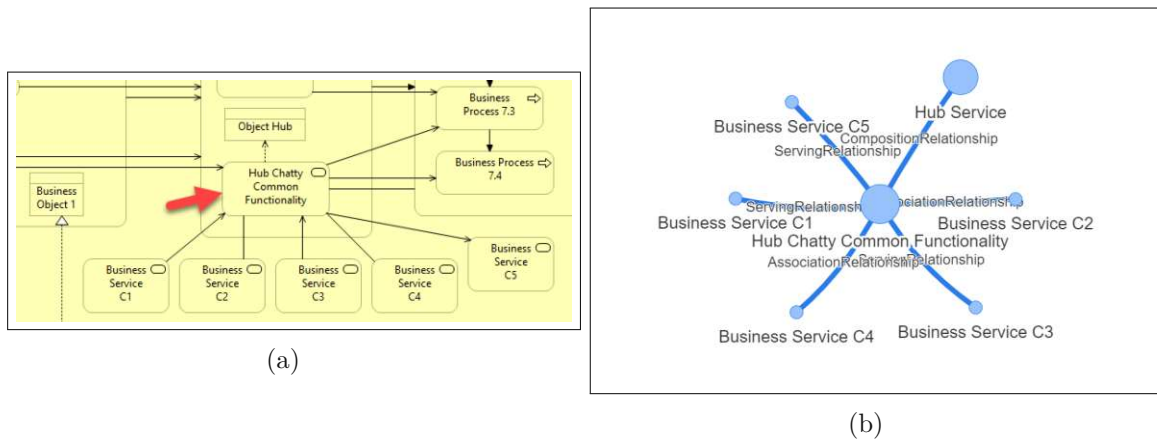 Business
Process 7.3
Object Hub
Business Process
7.4
Hub Chatty
Common
Functionality
Business
Object 1
Business
Service
C5
Business
Service
C1
Business
Service
C2
Business
Service
C3
Business
Service
C4
(a)
Hub Service
Business Service C5
CompositionRelationship
ServingRelationship
ServingRelationship
ociationRelationship
Business Service C1
Business Service C2
Hub Chatty Common Functionality
AssociationRelationship
ServingRelationship
Business Service C4
Business Service C3
(b)